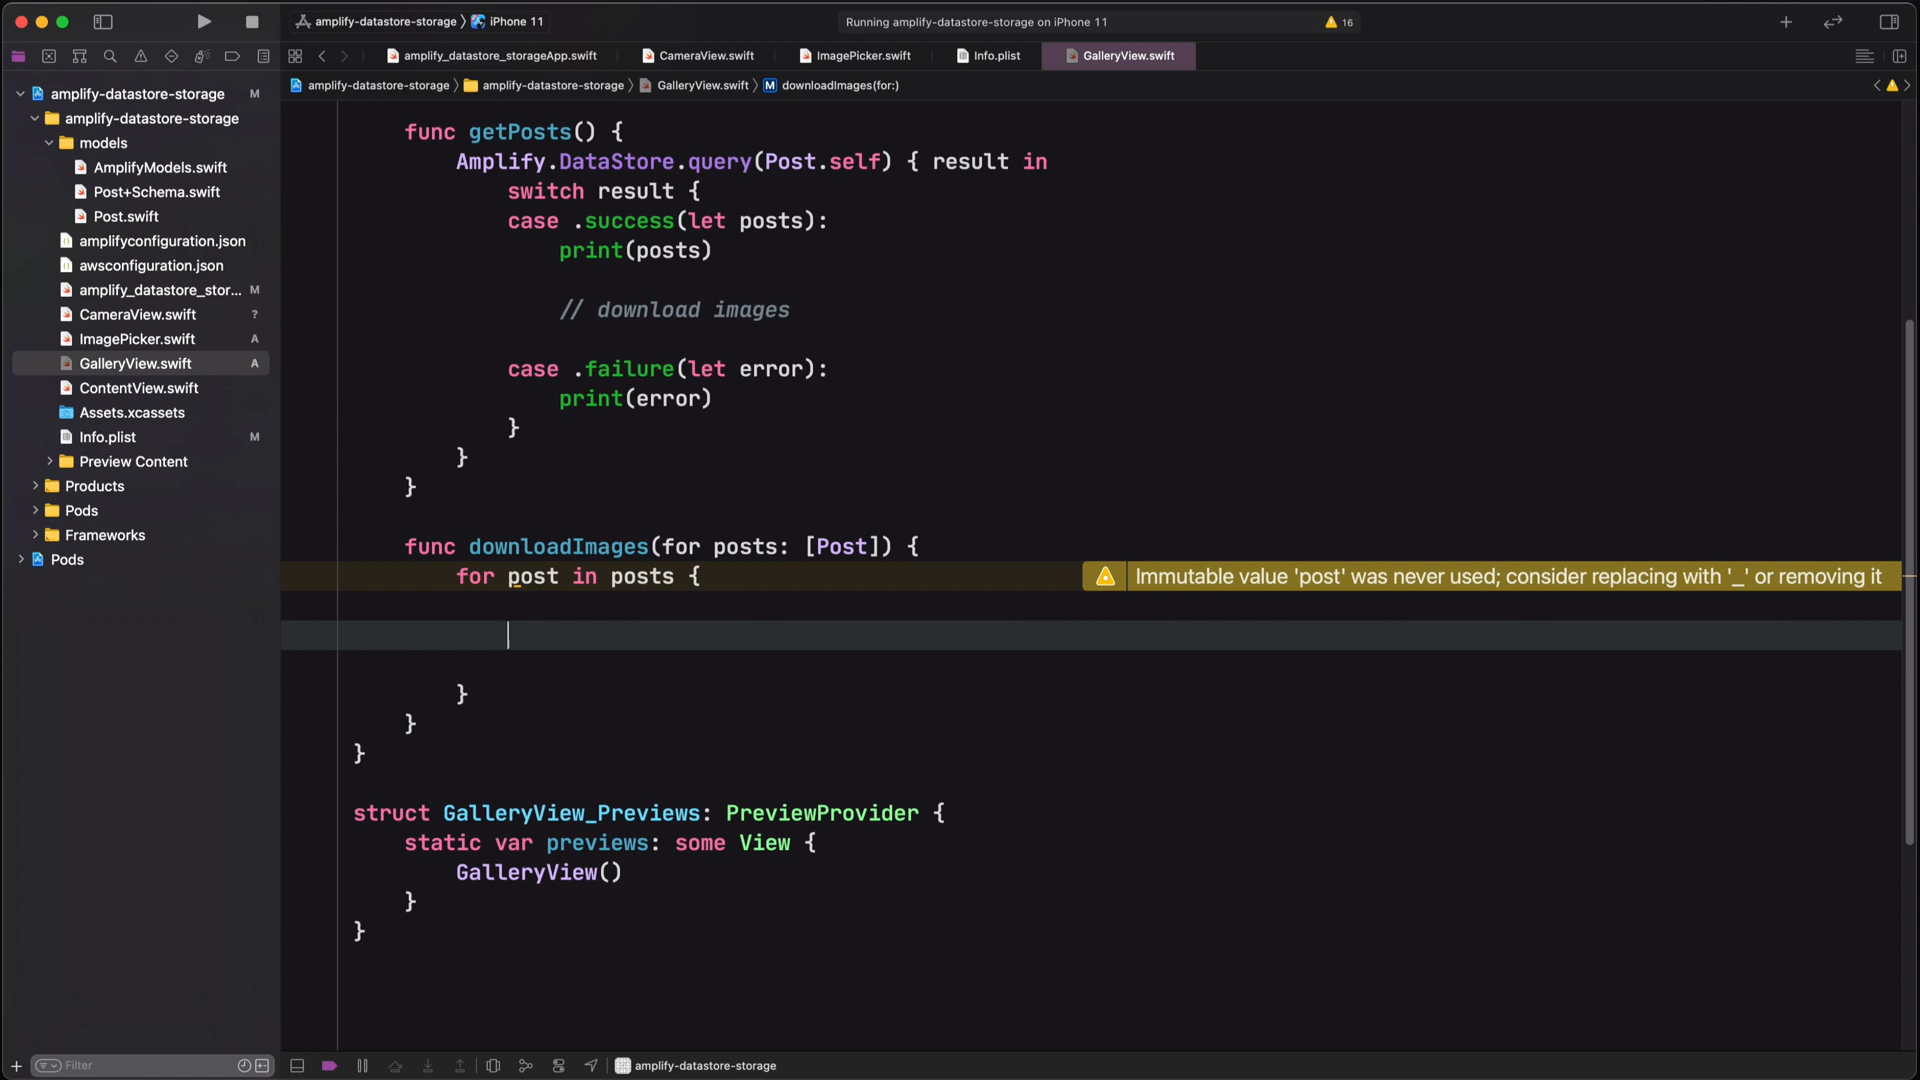 amplify-datastore-storage 〉 iPhone 11
Running amplify-datastore-storage on iPhone 11
16
amplify_datastore_storageApp.swift
CameraView.swift
ImagePicker.swift
Info.plist
GalleryView.swift
amplify-datastore-storage 〉 amplify-datastore-storage 〉 GalleryView.swift 〉 M downloadImages(for:)
amplify-datastore-storage M
amplify-datastore-storage
models
AmplifyModels.swift
Post+Schema.swift
Post.swift
amplifyconfiguration.json
awsconfiguration.json
amplify_datastore_stor... M
CameraView.swift ?
ImagePicker.swift A
GalleryView.swift A
ContentView.swift
Assets.xcassets
Info.plist M
Preview Content
Products
Pods
Frameworks
Pods
Filter
func getPosts() {
Amplify.DataStore.query(Post.self) { result in
switch result {
case .success(let posts):
print(posts)
// download images
case .failure(let error):
print(error)
}
}
}
func downloadImages(for posts: [Post]) {
for post in posts {
Immutable value 'post' was never used; consider replacing with '_' or removing it
}
}
}
struct GalleryView_Previews: PreviewProvider {
static var previews: some View {
GalleryView()
}
}
amplify-datastore-storage